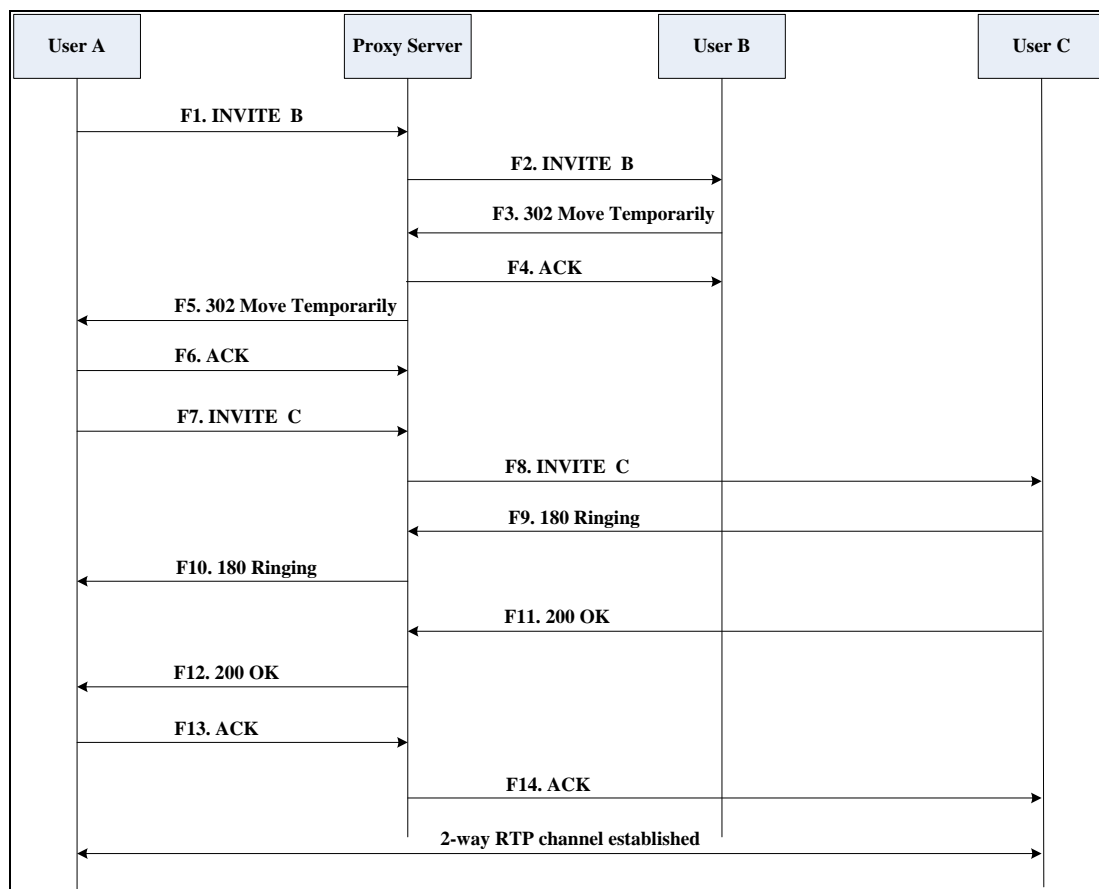 User A
Proxy Server
User B
User C
F1. INVITE B
F2. INVITE B
F3. 302 Move Temporarily
F4. ACK
F5. 302 Move Temporarily
F6. ACK
F7. INVITE C
F8. INVITE C
F9. 180 Ringing
F10. 180 Ringing
F11. 200 OK
F12. 200 OK
F13. ACK
F14. ACK
2-way RTP channel established